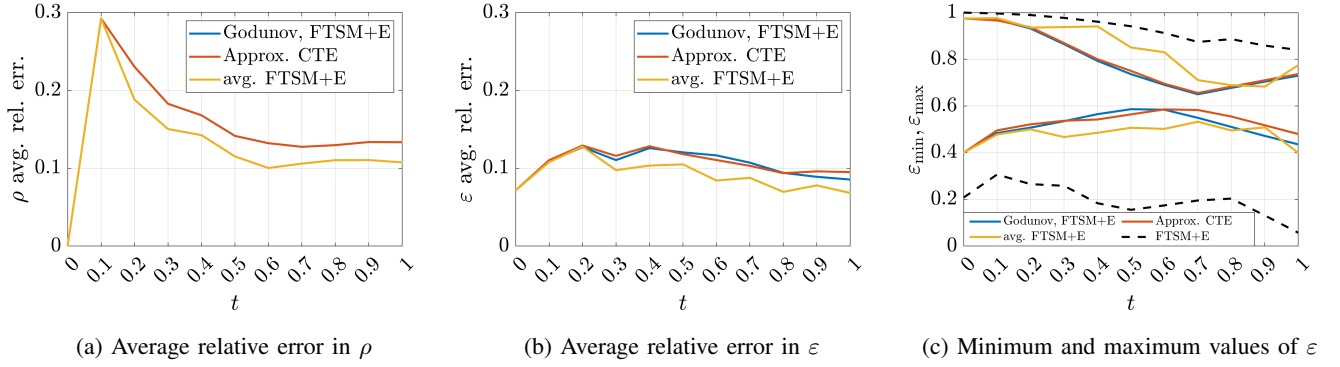 0.3
0.2
0.1
0
ρ avg. rel. err.
Godunov, FTSM+E
Approx. CTE
avg. FTSM+E
0 0.1 0.2 0.3 0.4 0.5 0.6 0.7 0.8 0.9 1
t
(a) Average relative error in ρ
0.3
0.2
0.1
0
ε avg. rel. err.
Godunov, FTSM+E
Approx. CTE
avg. FTSM+E
0 0.1 0.2 0.3 0.4 0.5 0.6 0.7 0.8 0.9 1
t
(b) Average relative error in ε
1
0.8
0.6
0.4
0.2
0
ε_min, ε_max
Godunov, FTSM+E Approx. CTE
avg. FTSM+E FTSM+E
0 0.1 0.2 0.3 0.4 0.5 0.6 0.7 0.8 0.9 1
t
(c) Minimum and maximum values of ε